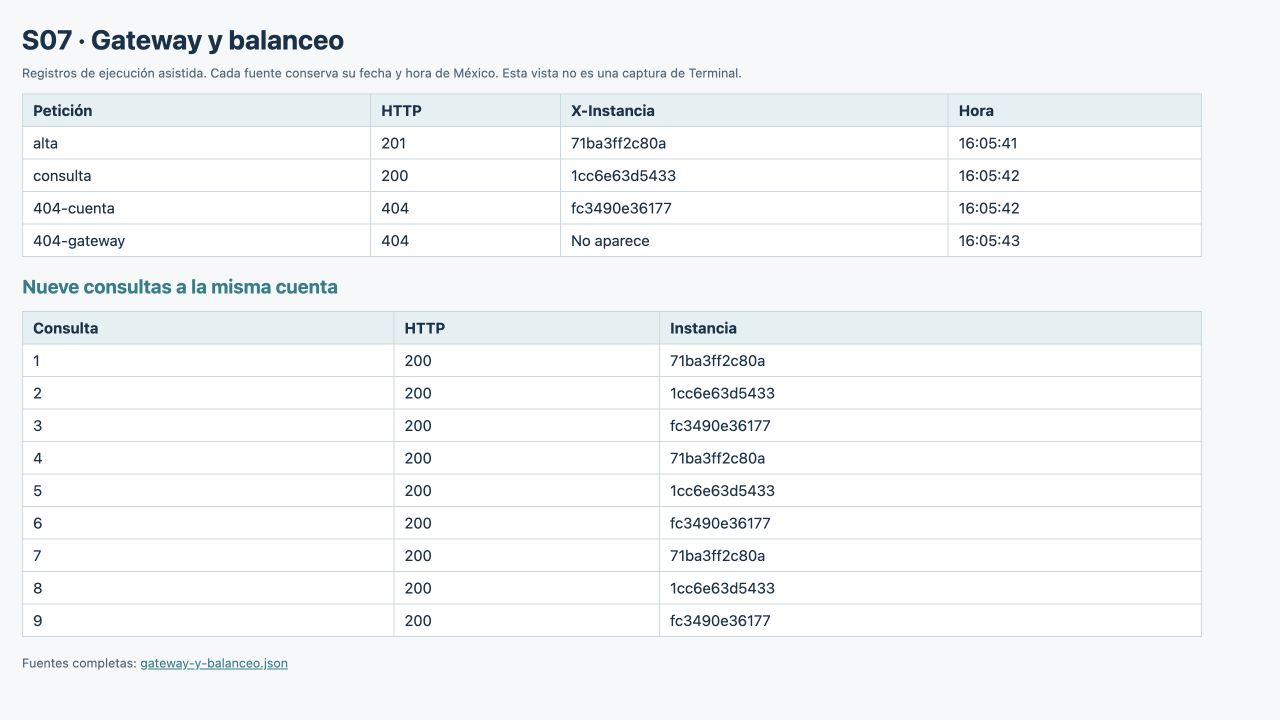 S07 · Gateway y balanceo
Registros de ejecución asistida. Cada fuente conserva su fecha y hora de México. Esta vista no es una captura de Terminal.
Petición HTTP X-Instancia Hora
alta 201 71ba3ff2c80a 16:05:41
consulta 200 1cc6e63d5433 16:05:42
404-cuenta 404 fc3490e36177 16:05:42
404-gateway 404 No aparece 16:05:43
Nueve consultas a la misma cuenta
Consulta HTTP Instancia
1 200 71ba3ff2c80a
2 200 1cc6e63d5433
3 200 fc3490e36177
4 200 71ba3ff2c80a
5 200 1cc6e63d5433
6 200 fc3490e36177
7 200 71ba3ff2c80a
8 200 1cc6e63d5433
9 200 fc3490e36177
Fuentes completas: gateway-y-balanceo.json